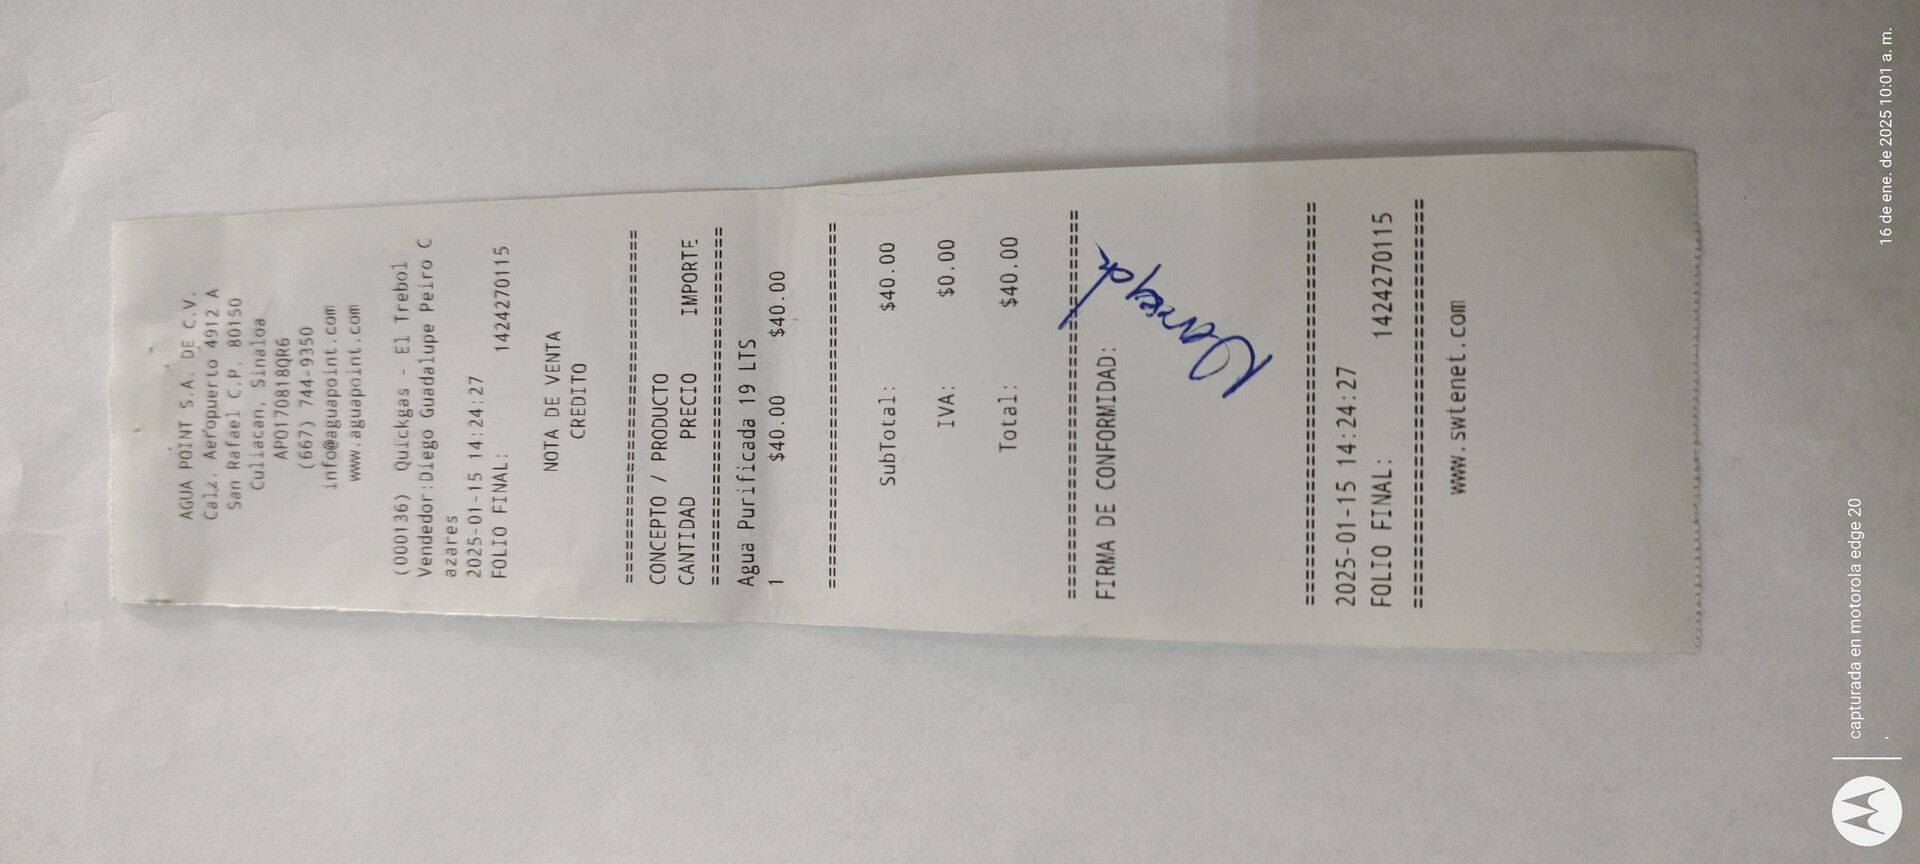 AGUA POINT S.A. DE C.V.
Calz. Aeropuerto 4912 A
San Rafael C.P. 80150
Culiacan, Sinaloa
APO170818QR6
(667) 744-9350
info@aguapoint.com
www.aguapoint.com
(000136) Quickgas - El Trebol
Vendedor:Diego Guadalupe Peiro C
azares
2025-01-15 14:24:27
FOLIO FINAL: 1424270115
NOTA DE VENTA
CREDITO
================================
CONCEPTO / PRODUCTO
CANTIDAD PRECIO IMPORTE
================================
Agua Purificada 19 LTS
1 $40.00 $40.00
================================
SubTotal: $40.00
IVA: $0.00
Total: $40.00
================================
FIRMA DE CONFORMIDAD:
================================
2025-01-15 14:24:27
FOLIO FINAL: 1424270115
================================
www.swtenet.com
capturada en motorola edge 20
, 16 de ene. de 2025 10:01 a. m.